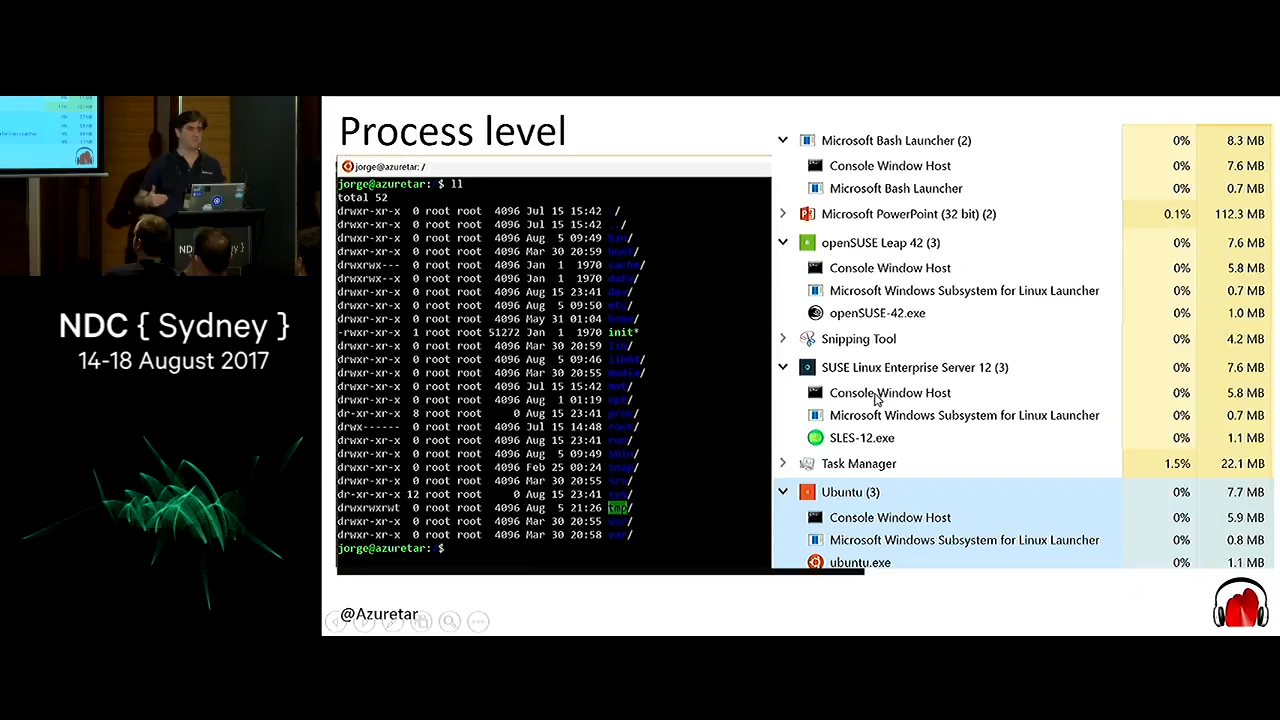 NDC { Sydney }
14-18 August 2017
Process level
jorge@azuretar: /
jorge@azuretar: $ ll
total 52
drwxr-xr-x 0 root root 4096 Jul 15 15:42 /
drwxr-xr-x 0 root root 4096 Jul 15 15:42 ../
drwxr-xr-x 0 root root 4096 Aug 5 09:49 bin/
drwxr-xr-x 0 root root 4096 Mar 30 20:59 boot/
drwxrwx--- 0 root root 4096 Jan 1 1970 cache/
drwxrwx--x 0 root root 4096 Jan 1 1970 data/
drwxr-xr-x 0 root root 4096 Aug 15 23:41 dev/
drwxr-xr-x 0 root root 4096 Aug 5 09:50 etc/
drwxr-xr-x 0 root root 4096 May 31 01:04 home/
-rwxr-xr-x 1 root root 51272 Jan 1 1970 init*
drwxr-xr-x 0 root root 4096 Mar 30 20:59 lib/
drwxr-xr-x 0 root root 4096 Aug 5 09:46 lib64/
drwxr-xr-x 0 root root 4096 Mar 30 20:55 media/
drwxr-xr-x 0 root root 4096 Jul 15 15:42 mnt/
drwxr-xr-x 0 root root 4096 Aug 1 01:19 opt/
dr-xr-xr-x 8 root root 0 Aug 15 23:41 proc/
drwx------ 0 root root 4096 Jul 15 14:48 root/
drwxr-xr-x 0 root root 4096 Aug 15 23:41 run/
drwxr-xr-x 0 root root 4096 Aug 5 09:49 sbin/
drwxr-xr-x 0 root root 4096 Feb 25 00:24 snap/
drwxr-xr-x 0 root root 4096 Mar 30 20:55 srv/
dr-xr-xr-x 12 root root 0 Aug 15 23:41 sys/
drwxrwxrwt 0 root root 4096 Aug 5 21:26 tmp/
drwxr-xr-x 0 root root 4096 Mar 30 20:55 usr/
drwxr-xr-x 0 root root 4096 Mar 30 20:58 var/
jorge@azuretar: $
Microsoft Bash Launcher (2) 0% 8.3 MB
Console Window Host 0% 7.6 MB
Microsoft Bash Launcher 0% 0.7 MB
Microsoft PowerPoint (32 bit) (2) 0.1% 112.3 MB
openSUSE Leap 42 (3) 0% 7.6 MB
Console Window Host 0% 5.8 MB
Microsoft Windows Subsystem for Linux Launcher 0% 0.7 MB
openSUSE-42.exe 0% 1.0 MB
Snipping Tool 0% 4.2 MB
SUSE Linux Enterprise Server 12 (3) 0% 7.6 MB
Console Window Host 0% 5.8 MB
Microsoft Windows Subsystem for Linux Launcher 0% 0.7 MB
SLES-12.exe 0% 1.1 MB
Task Manager 1.5% 22.1 MB
Ubuntu (3) 0% 7.7 MB
Console Window Host 0% 5.9 MB
Microsoft Windows Subsystem for Linux Launcher 0% 0.8 MB
ubuntu.exe 0% 1.1 MB
@Azuretar